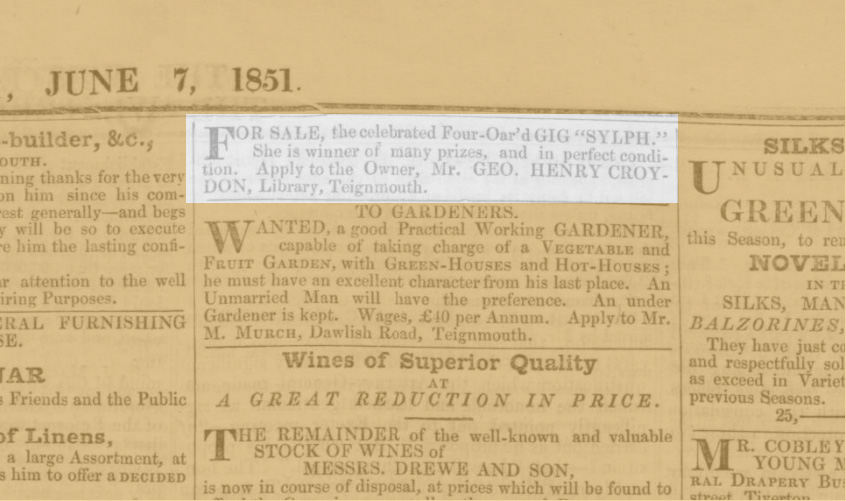 , JUNE 7, 1851.
-builder, &c.,
OUTH.
ning thanks for the very
on him since his com-
rest generally—and begs
y will be so to execute
re him the lasting confi-
ar attention to the well
iring Purposes.
ERAL FURNISHING
SE.
AR
s Friends and the Public
of Linens,
a large Assortment, at
s him to offer a DECIDED
FOR SALE, the celebrated Four-Oar'd GIG "SYLPH."
She is winner of many prizes, and in perfect condi-
tion. Apply to the Owner, Mr. GEO. HENRY CROY-
DON, Library, Teignmouth.
TO GARDENERS.
WANTED, a good Practical Working GARDENER,
capable of taking charge of a VEGETABLE and
FRUIT GARDEN, with GREEN-HOUSES and HOT-HOUSES;
he must have an excellent character from his last place. An
Unmarried Man will have the preference. An under
Gardener is kept. Wages, £40 per Annum. Apply to Mr.
M. MURCH, Dawlish Road, Teignmouth.
Wines of Superior Quality
AT
A GREAT REDUCTION IN PRICE.
THE REMAINDER of the well-known and valuable
STOCK OF WINES of
MESSRS. DREWE AND SON,
is now in course of disposal, at prices which will be found to
SILKS
UNUSUAL
GREEN
this Season, to
NOVEL
IN
SILKS, MAN
BALZORINES,
They have just
and respectfully sol
as exceed in Variet
previous Seasons.
25,—
MR. COBLEY
YOUNG
RAL DRAPERY BU
street, Tiverton